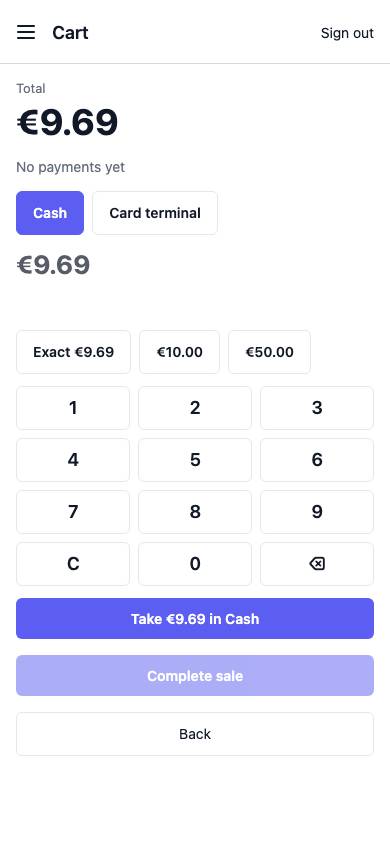 Cart
Sign out
Total
€9.69
No payments yet
Cash
Card terminal
€9.69
Exact €9.69
€10.00
€50.00
1
2
3
4
5
6
7
8
9
C
0
Take €9.69 in Cash
Complete sale
Back